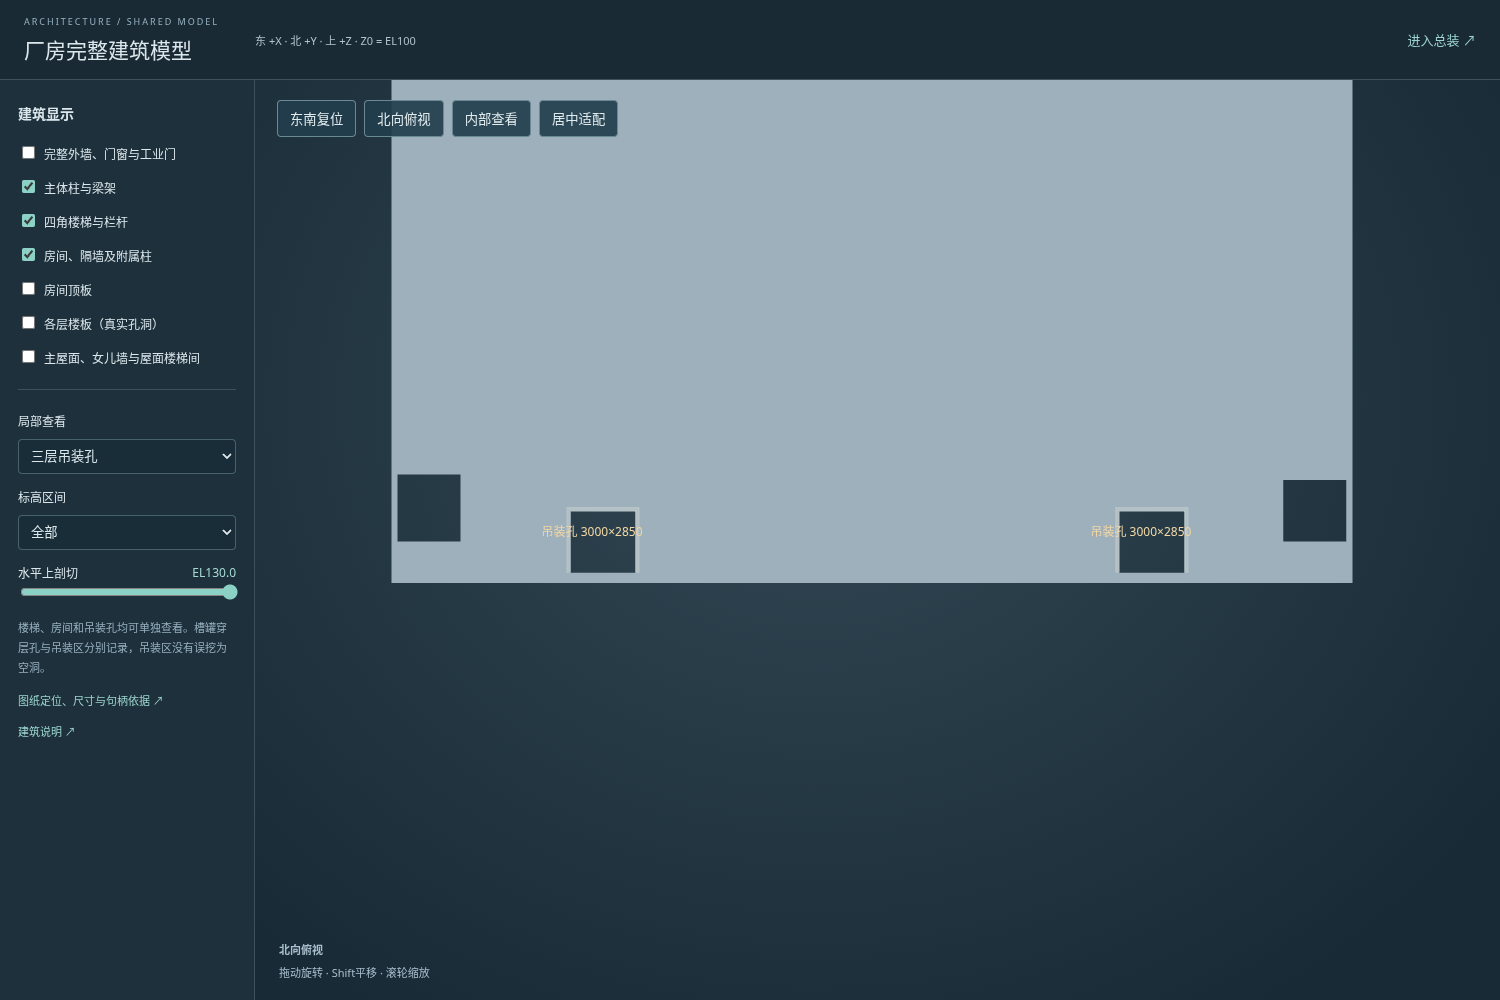 ARCHITECTURE / SHARED MODEL
厂房完整建筑模型
东 +X · 北 +Y · 上 +Z · Z0 = EL100
进入总装 ↗
建筑显示
完整外墙、门窗与工业门
主体柱与梁架
四角楼梯与栏杆
房间、隔墙及附属柱
房间顶板
各层楼板（真实孔洞）
主屋面、女儿墙与屋面楼梯间
局部查看
三层吊装孔
标高区间
全部
水平上剖切 EL130.0
楼梯、房间和吊装孔均可单独查看。槽罐穿
层孔与吊装区分别记录，吊装区没有误挖为
空洞。
图纸定位、尺寸与句柄依据 ↗
建筑说明 ↗
东南复位 北向俯视 内部查看 居中适配
吊装孔 3000×2850 吊装孔 3000×2850
北向俯视
拖动旋转 · Shift平移 · 滚轮缩放